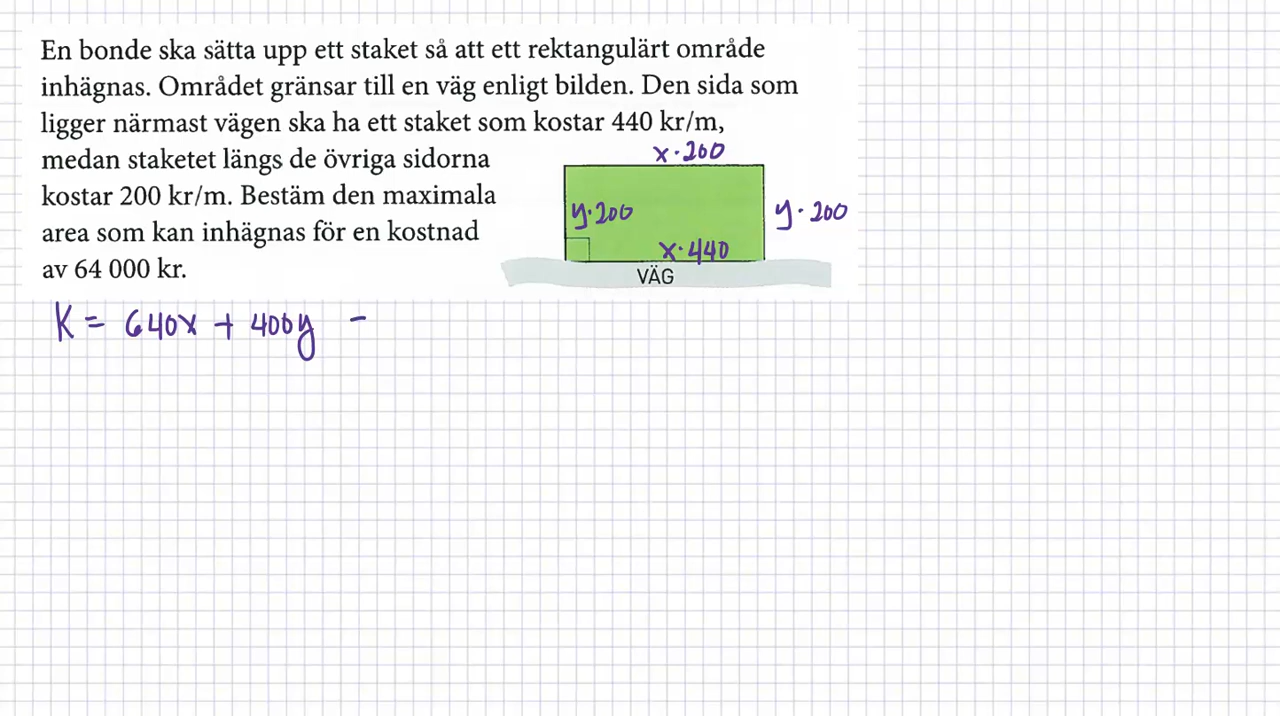 En bonde ska sätta upp ett staket så att ett rektangulärt område
inhägnas. Området gränsar till en väg enligt bilden. Den sida som
ligger närmast vägen ska ha ett staket som kostar 440 kr/m,
medan staketet längs de övriga sidorna
kostar 200 kr/m. Bestäm den maximala
area som kan inhägnas för en kostnad
av 64 000 kr.
x·200
y·200
y·200
x·440
VÄG
K = 640x + 400y =